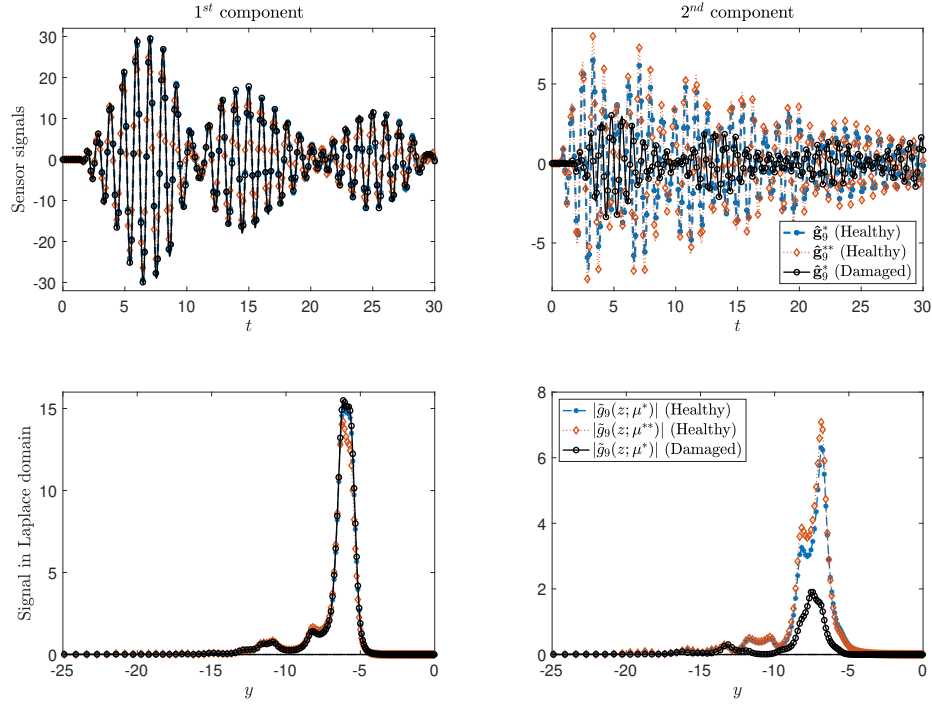 1ˢᵗ component
30
20
10
0
-10
-20
-30
Sensor signals
0 5 10 15 20 25 30
t
2ⁿᵈ component
5
0
-5
ĝ₉* (Healthy)
ĝ₉** (Healthy)
ĝ₉* (Damaged)
0 5 10 15 20 25 30
t
15
10
5
0
Signal in Laplace domain
-25 -20 -15 -10 -5 0
y
8
6
4
2
0
|g̃₉(z; μ*)| (Healthy)
|g̃₉(z; μ**)| (Healthy)
|g̃₉(z; μ*)| (Damaged)
-25 -20 -15 -10 -5 0
y